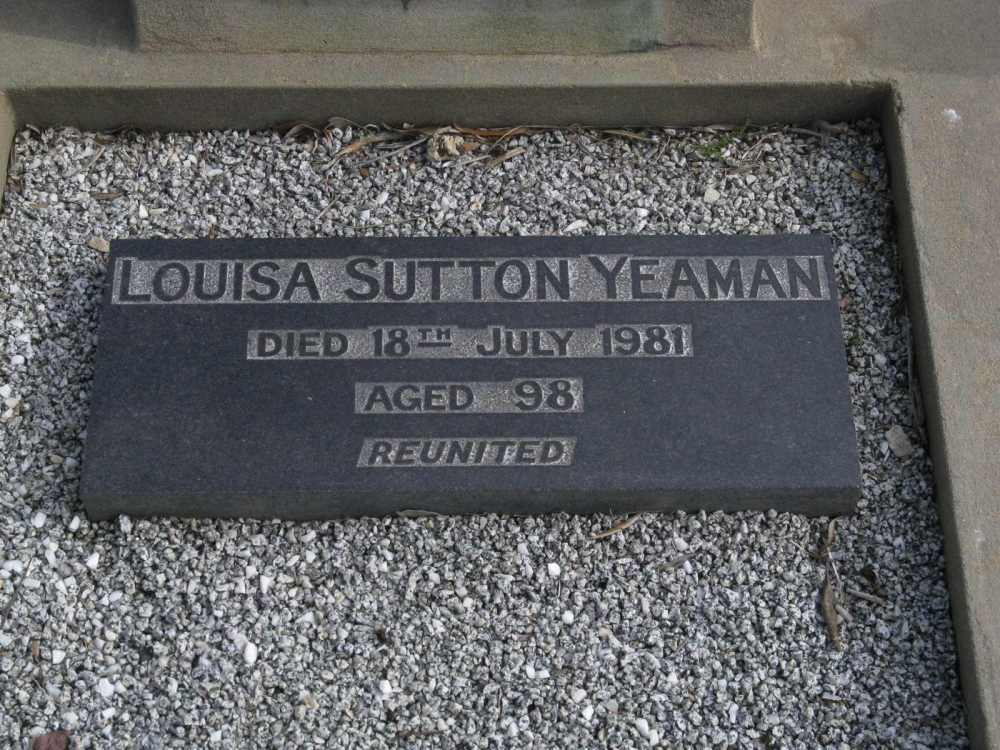 LOUISA SUTTON YEAMAN
DIED 18TH JULY 1981
AGED 98
REUNITED